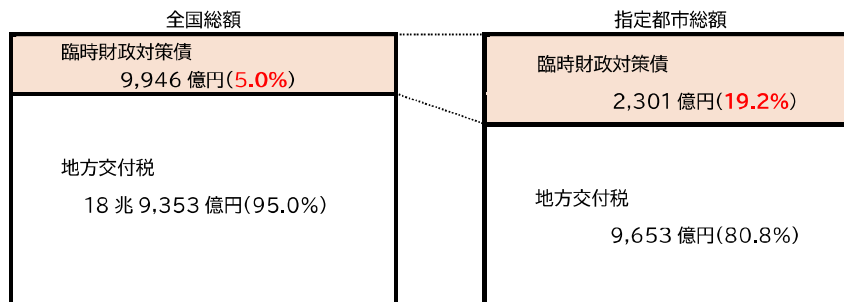 全国総額
臨時財政対策債
9,946 億円(5.0%)
地方交付税
18 兆 9,353 億円(95.0%)
指定都市総額
臨時財政対策債
2,301 億円(19.2%)
地方交付税
9,653 億円(80.8%)